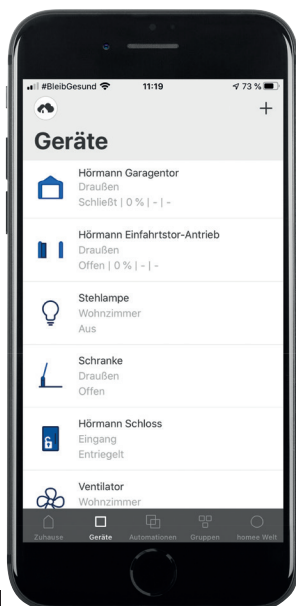 #BleibGesund 11:19 73 %
Geräte
Hörmann Garagentor
Draußen
Schließt | 0 % | - | -
Hörmann Einfahrtstor-Antrieb
Draußen
Offen | 0 % | - | -
Stehlampe
Wohnzimmer
Aus
Schranke
Draußen
Offen
Hörmann Schloss
Eingang
Entriegelt
Ventilator
Wohnzimmer
Zuhause Geräte Automationen Gruppen homee Welt